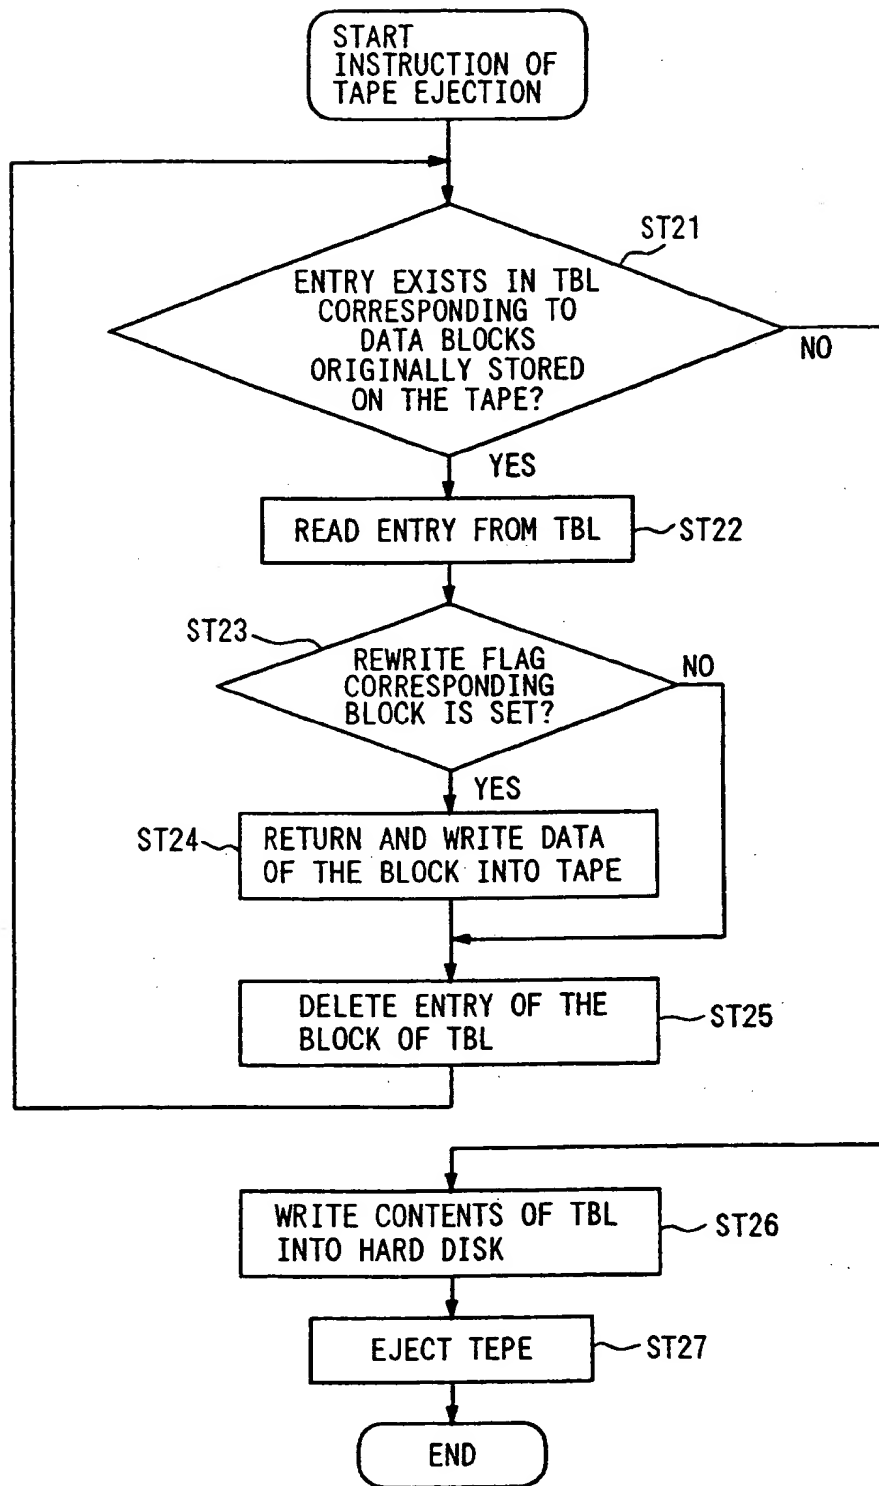 START
INSTRUCTION OF
TAPE EJECTION
ST21
ENTRY EXISTS IN TBL
CORRESPONDING TO
DATA BLOCKS
ORIGINALLY STORED
ON THE TAPE?
NO
YES
READ ENTRY FROM TBL
ST22
ST23
REWRITE FLAG
CORRESPONDING
BLOCK IS SET?
NO
YES
ST24
RETURN AND WRITE DATA
OF THE BLOCK INTO TAPE
DELETE ENTRY OF THE
BLOCK OF TBL
ST25
WRITE CONTENTS OF TBL
INTO HARD DISK
ST26
EJECT TEPE
ST27
END